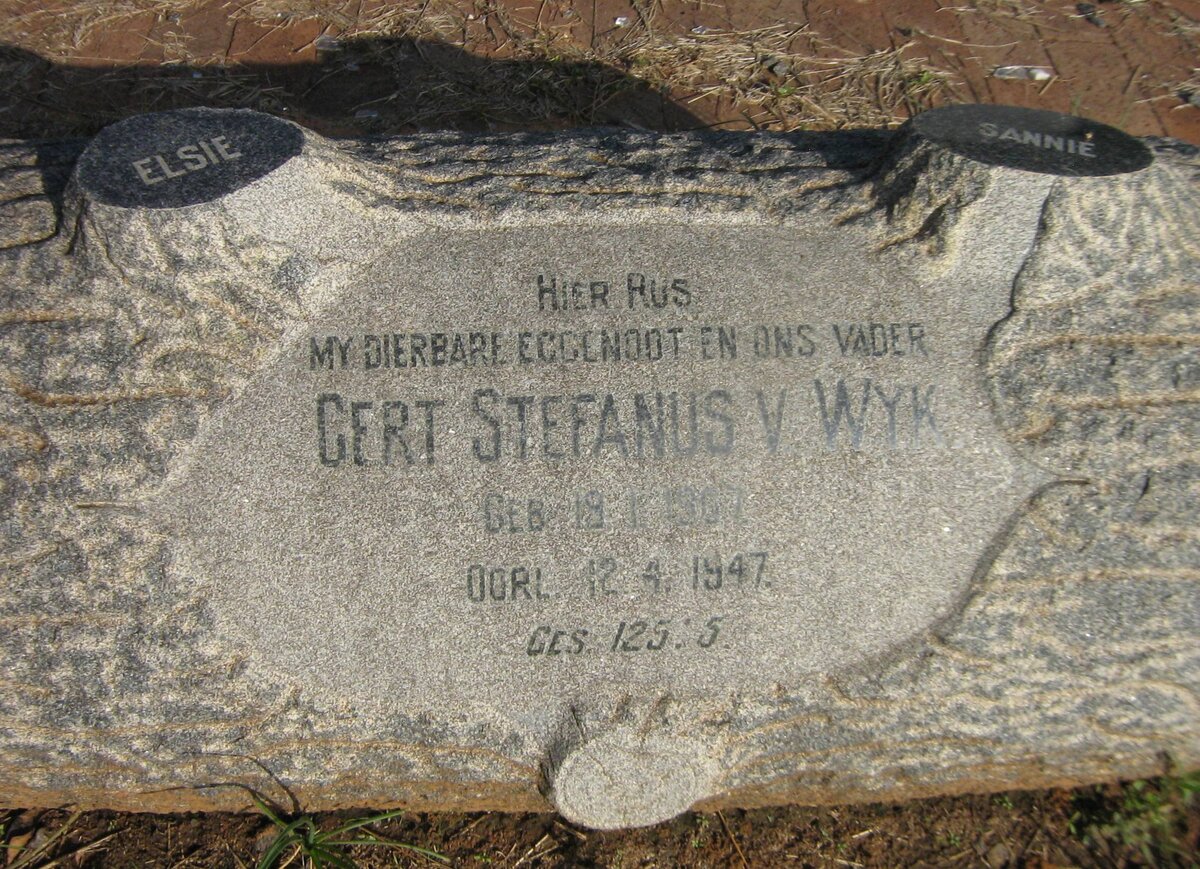 ELSIE
SANNIE
HIER RUS
MY DIERBARE EGGENOOT EN ONS VADER
GERT STEFANUS V. WYK
GEB. 19. 1. 1907
OORL. 12. 4. 1947.
GES. 125:5.